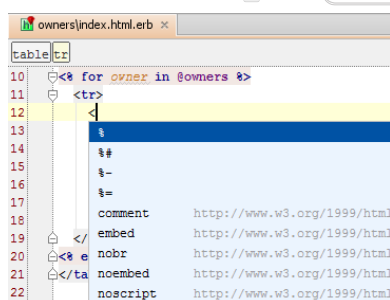 owners\index.html.erb ×
table tr
10 <% for owner in @owners %>
11 <tr>
12 <
13 %
14 %#
15 %-
16 %=
17 comment http://www.w3.org/1999/html
18 embed http://www.w3.org/1999/html
19 </ nobr http://www.w3.org/1999/html
20 <% e noembed http://www.w3.org/1999/html
21 </ta noscript http://www.w3.org/1999/html
22